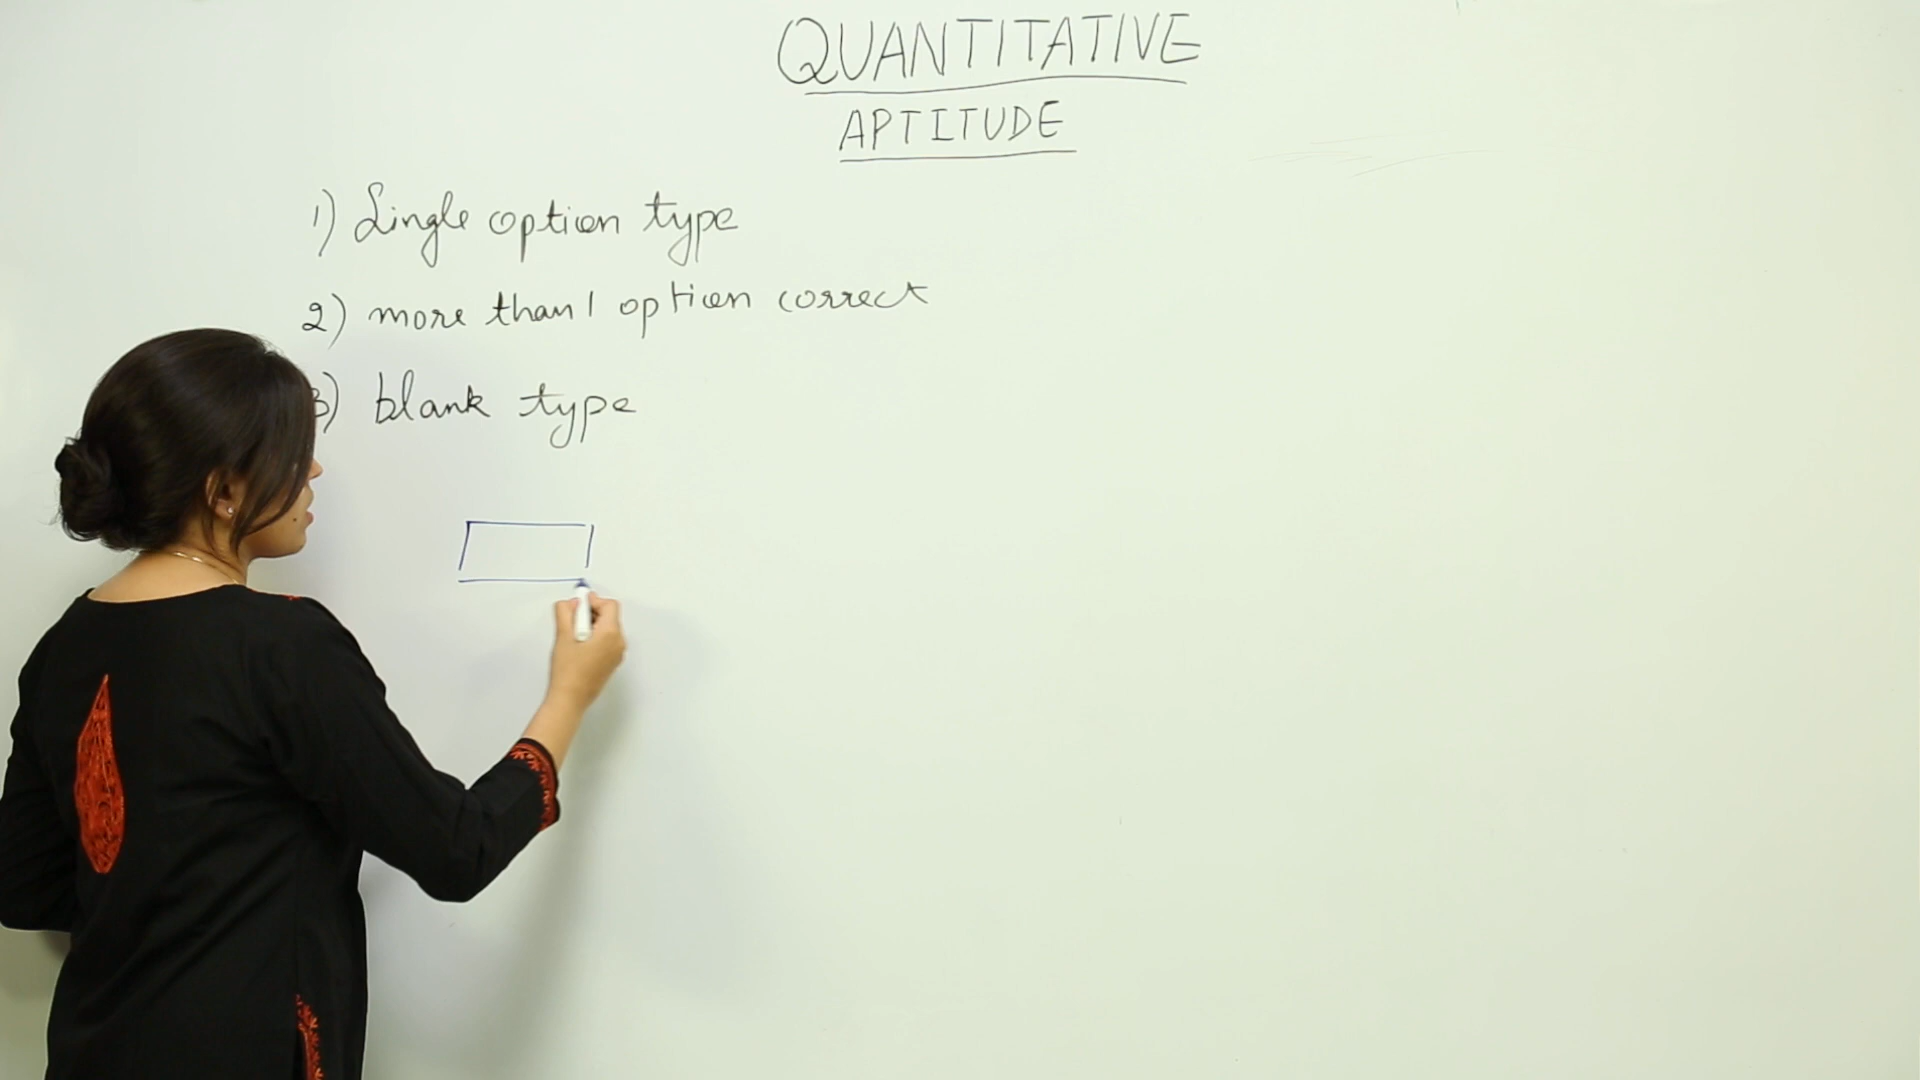 QUANTITATIVE
APTITUDE
1) Single option type
2) more than 1 option correct
3) blank type